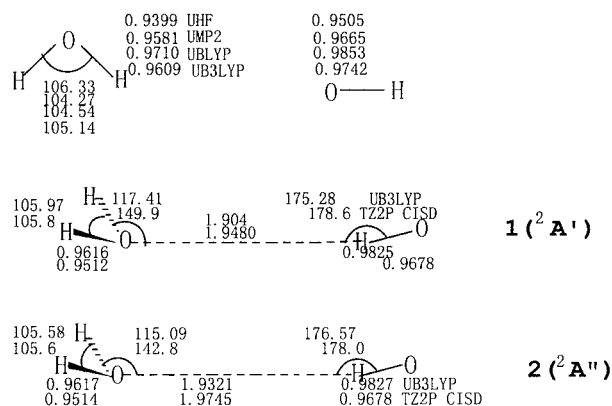 0.9399 UHF
0.9581 UMP2
0.9710 UBLYP
0.9609 UB3LYP
O
H H
106.33
104.27
104.54
105.14
0.9505
0.9665
0.9853
0.9742
O H
105.97
105.8
H
H
117.41
149.9
O
0.9616
0.9512
1.904
1.9480
175.28 UB3LYP
178.6 TZ2P CISD
H
O
0.9825
0.9678
1(²A')
105.58
105.6
H
H
115.09
142.8
O
0.9617
0.9514
1.9321
1.9745
176.57
178.0
H
O
0.9827 UB3LYP
0.9678 TZ2P CISD
2(²A")